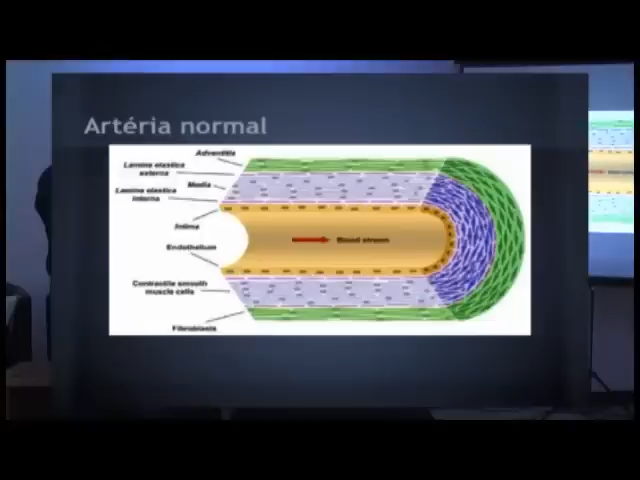 Artéria normal
Adventitia
Lamina elastica
externa
Media
Lamina elastica
interna
Intima
Blood stream
Endothelium
Contractile smooth
muscle cells
Fibroblasts